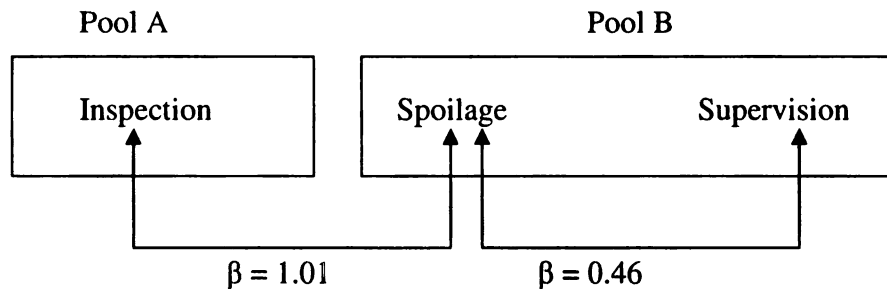 Pool A Pool B
Inspection Spoilage Supervision
β = 1.01 β = 0.46